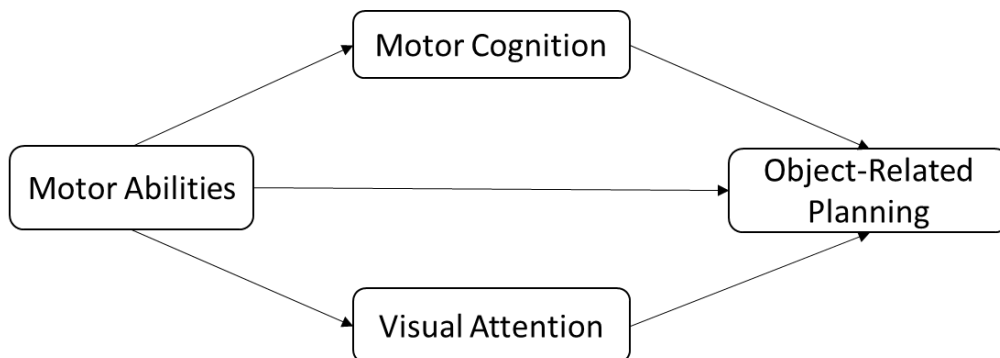 Motor Cognition
Motor Abilities
Object-Related
Planning
Visual Attention